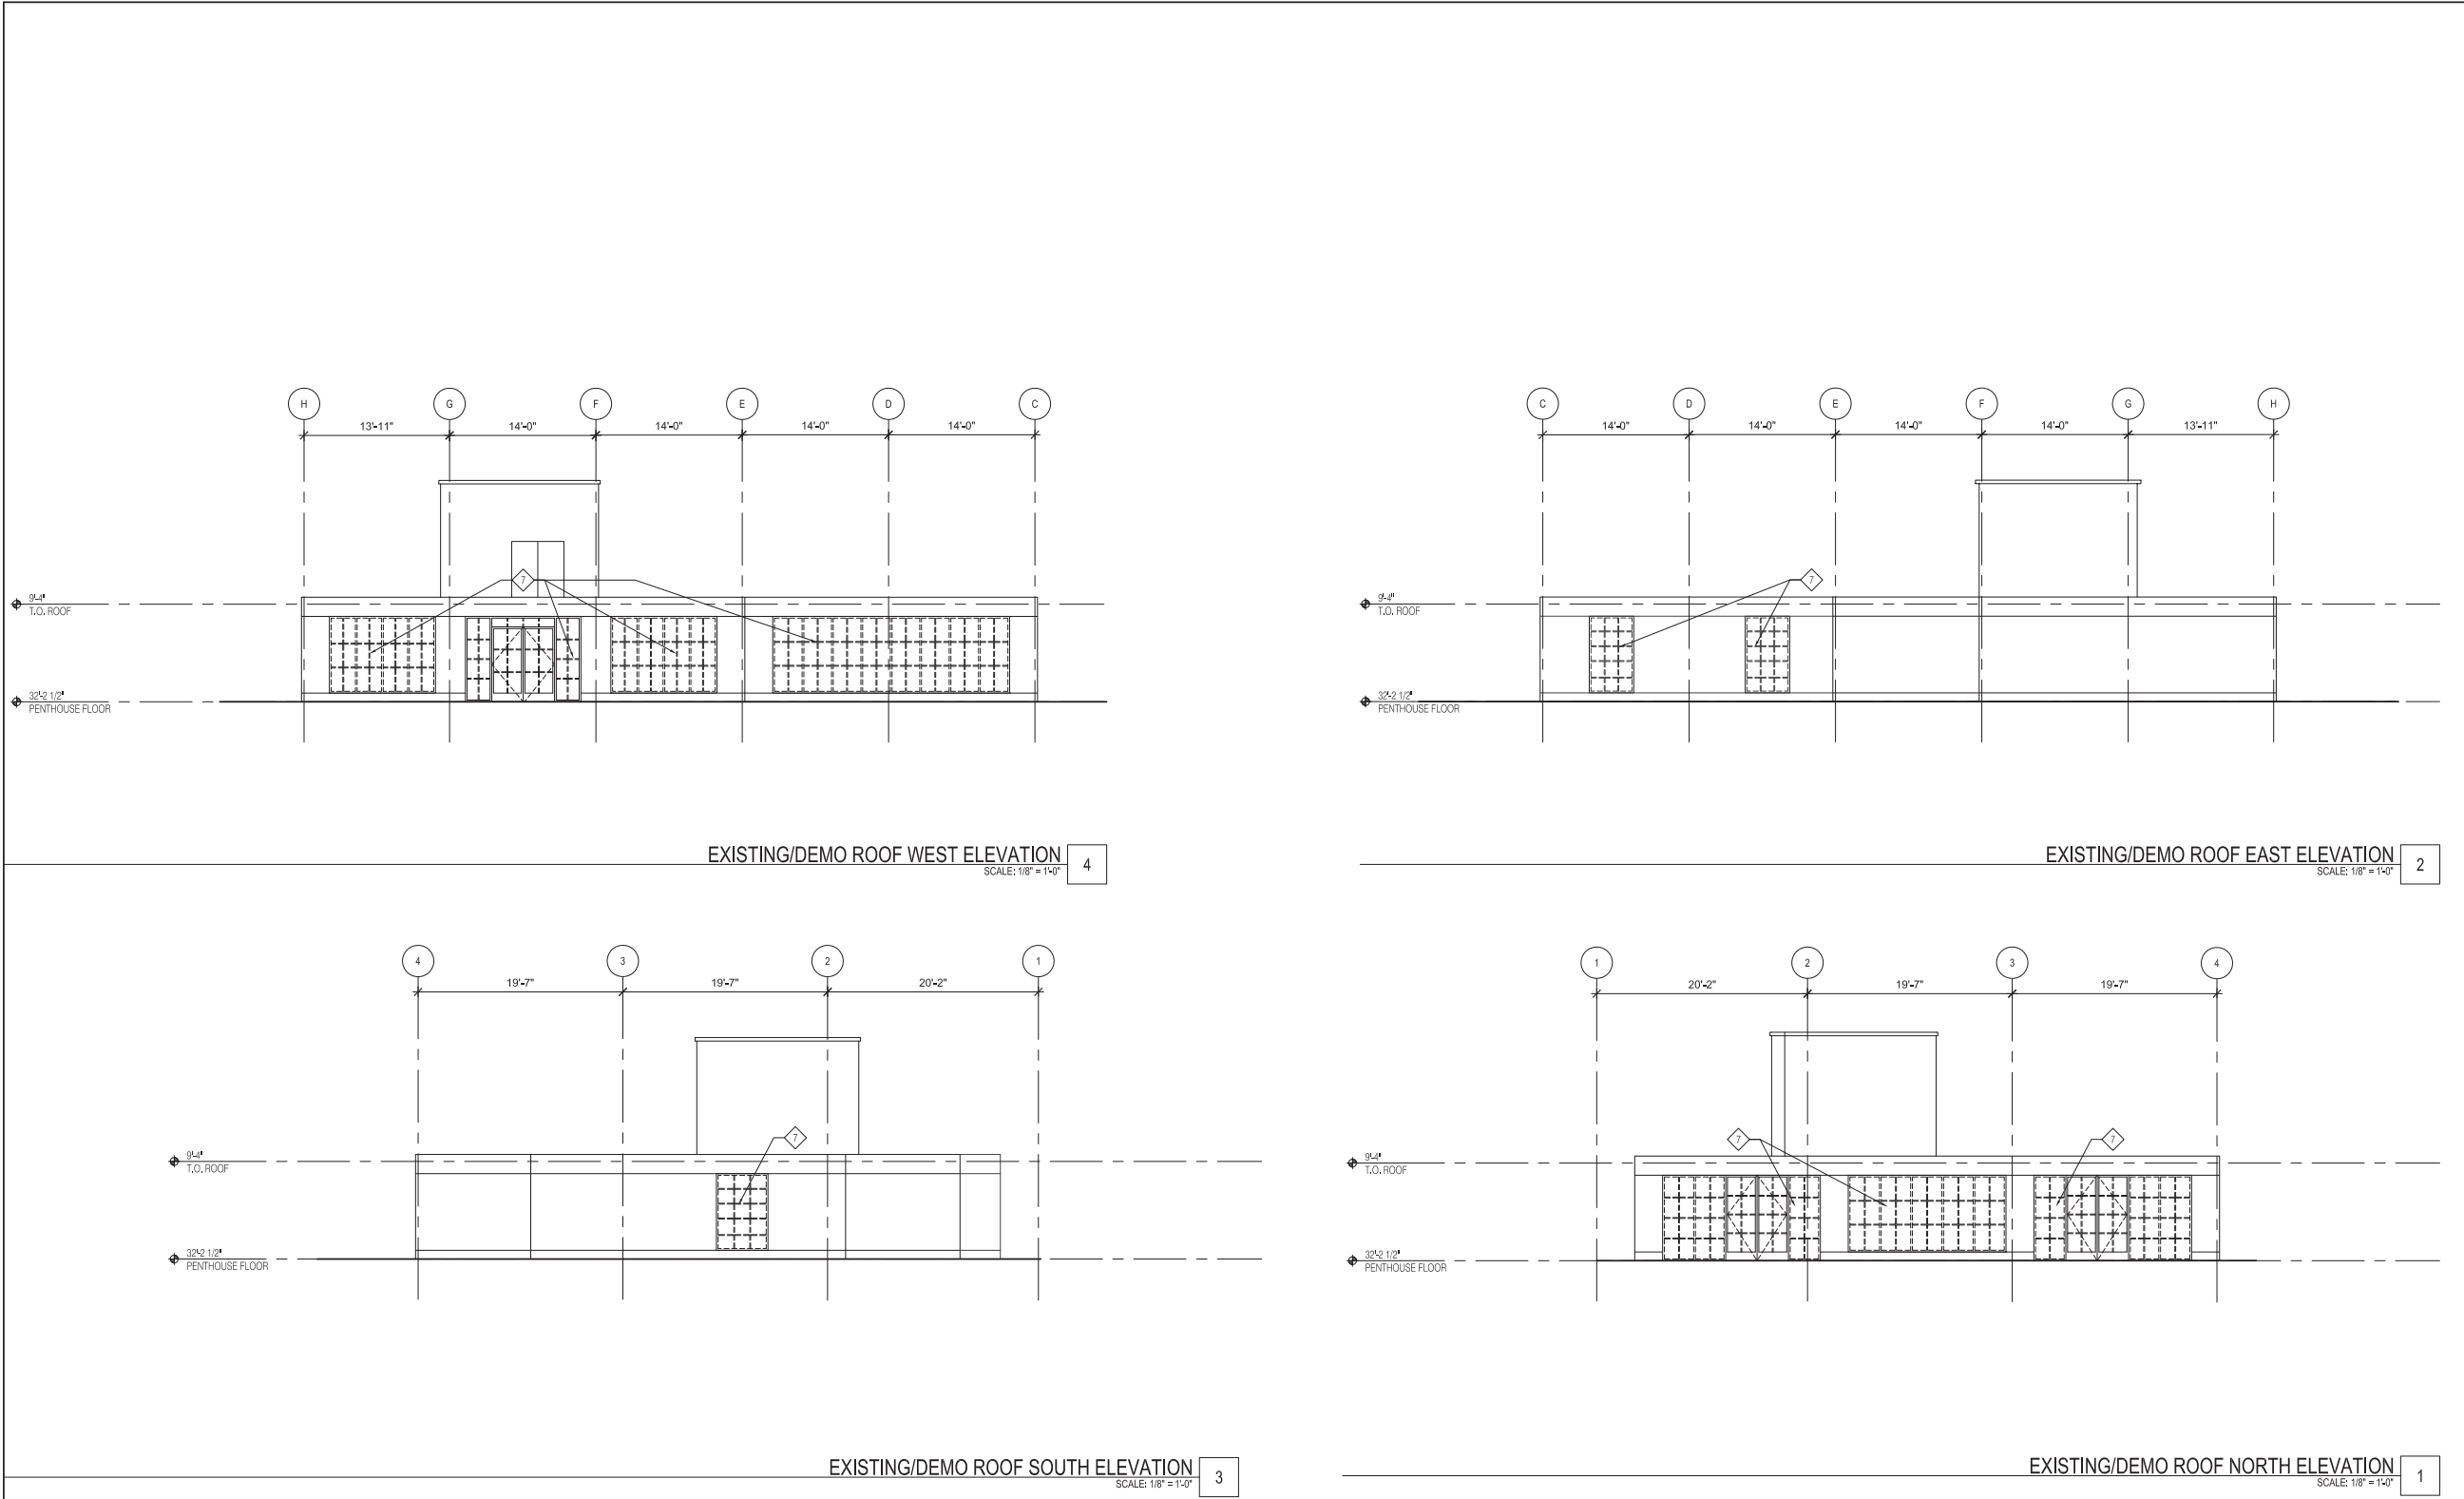 H G F E D C
13'-11" 14'-0" 14'-0" 14'-0" 14'-0"
7
9'-4"
T.O. ROOF
32'-2 1/2"
PENTHOUSE FLOOR
EXISTING/DEMO ROOF WEST ELEVATION
SCALE: 1/8" = 1'-0"
4
C D E F G H
14'-0" 14'-0" 14'-0" 14'-0" 13'-11"
7
9'-4"
T.O. ROOF
32'-2 1/2"
PENTHOUSE FLOOR
EXISTING/DEMO ROOF EAST ELEVATION
SCALE: 1/8" = 1'-0"
2
4 3 2 1
19'-7" 19'-7" 20'-2"
7
9'-4"
T.O. ROOF
32'-2 1/2"
PENTHOUSE FLOOR
EXISTING/DEMO ROOF SOUTH ELEVATION
SCALE: 1/8" = 1'-0"
3
1 2 3 4
20'-2" 19'-7" 19'-7"
7 7
9'-4"
T.O. ROOF
32'-2 1/2"
PENTHOUSE FLOOR
EXISTING/DEMO ROOF NORTH ELEVATION
SCALE: 1/8" = 1'-0"
1